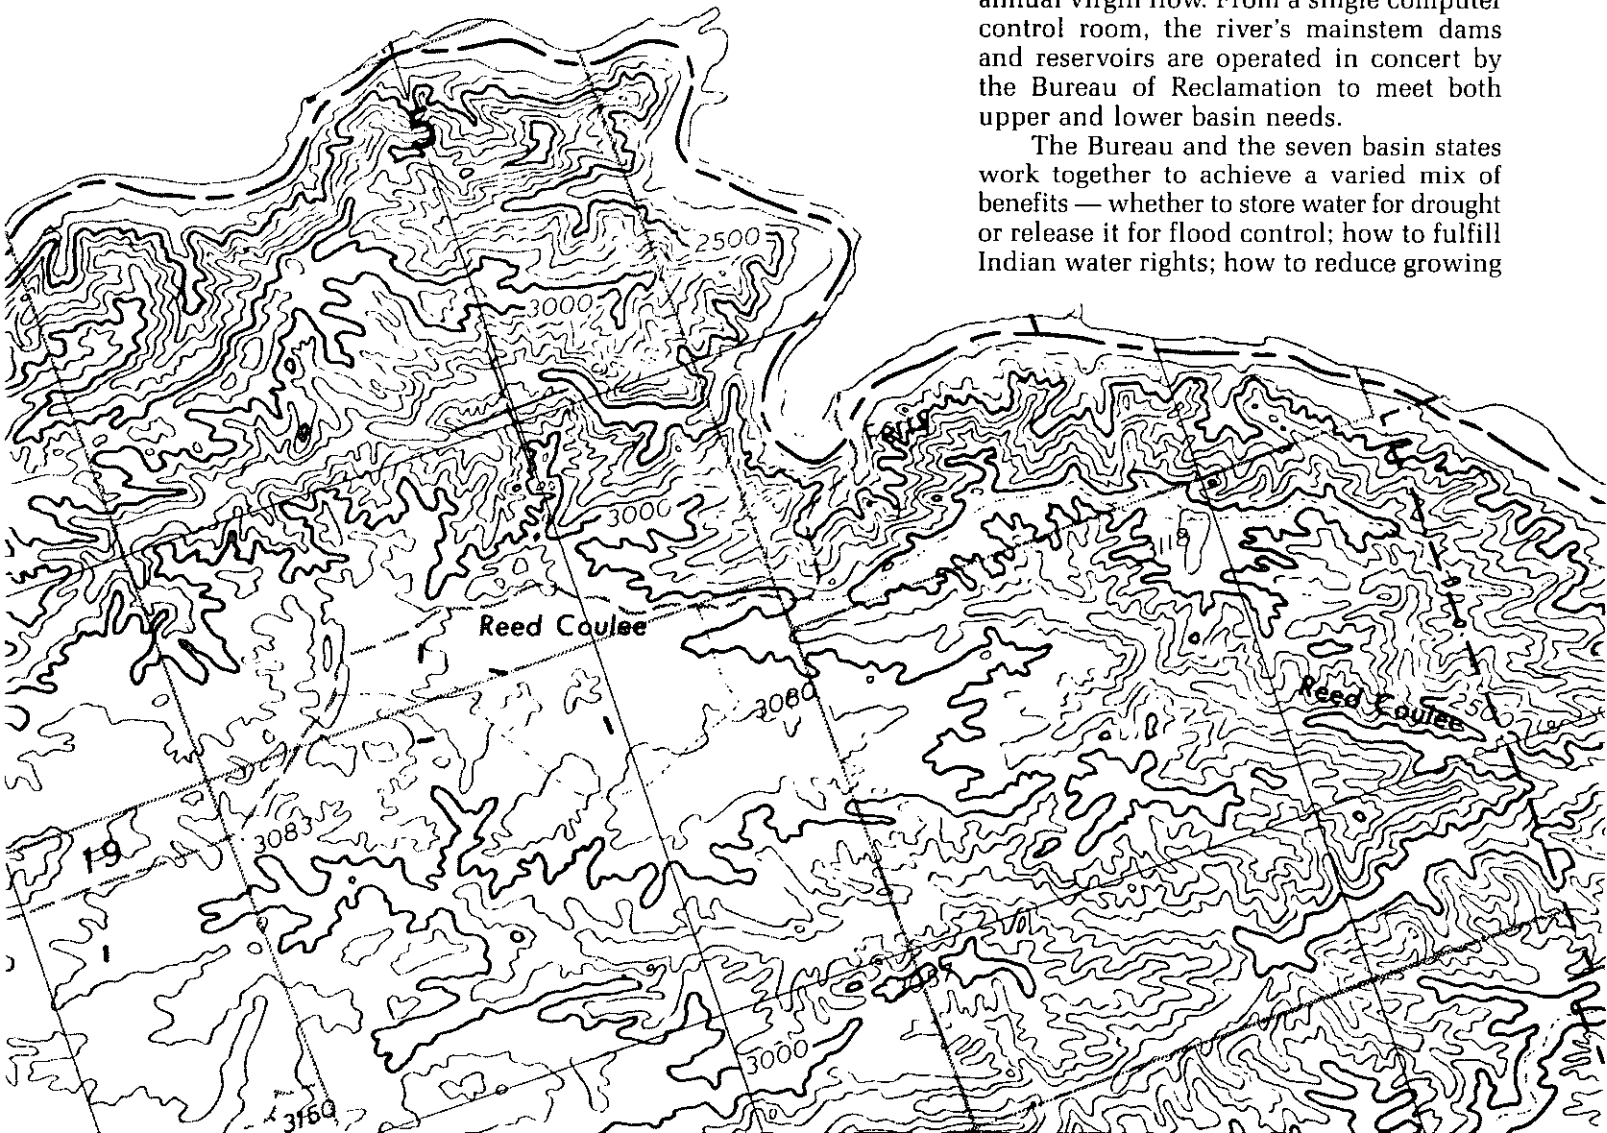 annual virgin flow. From a single computer
control room, the river's mainstem dams
and reservoirs are operated in concert by
the Bureau of Reclamation to meet both
upper and lower basin needs.
The Bureau and the seven basin states
work together to achieve a varied mix of
benefits — whether to store water for drought
or release it for flood control; how to fulfill
Indian water rights; how to reduce growing
5
2500
3000
Ferry
3000
118
Reed Coulee
3080
Reed Coulee
3083
19
3000
3160